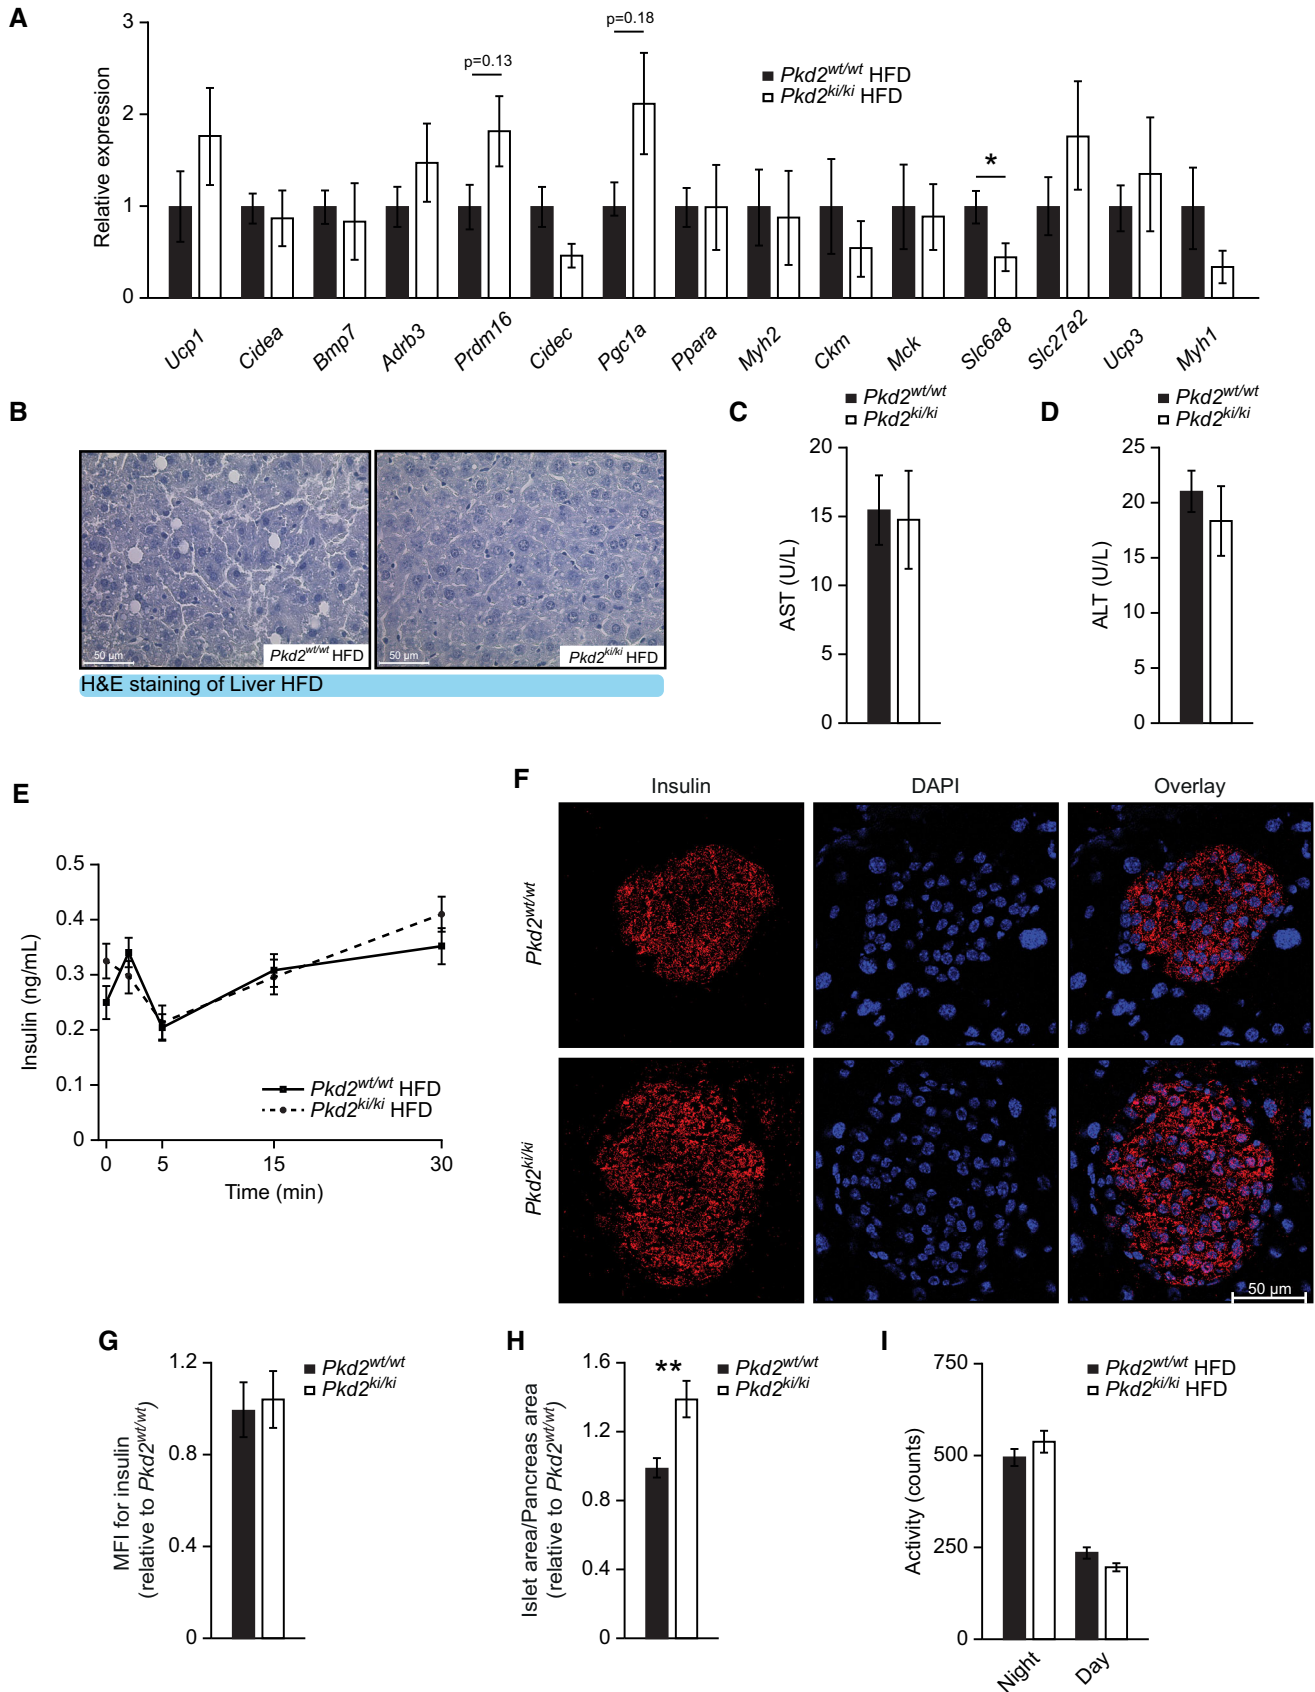 A
3
2
1
0
Relative expression
p=0.13
p=0.18
*
Pkd2wt/wt HFD
Pkd2ki/ki HFD
Ucp1
Cidea
Bmp7
Adrb3
Prdm16
Cidec
Pgc1a
Ppara
Myh2
Ckm
Mck
Slc6a8
Slc27a2
Ucp3
Myh1
B
50 µm
Pkd2wt/wt HFD
50 µm
Pkd2ki/ki HFD
H&E staining of Liver HFD
C
Pkd2wt/wt
Pkd2ki/ki
20
15
10
5
0
AST (U/L)
D
Pkd2wt/wt
Pkd2ki/ki
25
20
15
10
5
0
ALT (U/L)
E
0.5
0.4
0.3
0.2
0.1
0
Insulin (ng/mL)
Pkd2wt/wt HFD
Pkd2ki/ki HFD
0 5 15 30
Time (min)
F
Insulin DAPI Overlay
Pkd2wt/wt
Pkd2ki/ki
50 µm
G
1.2
0.8
0.4
0
MFI for insulin
(relative to Pkd2wt/wt)
Pkd2wt/wt
Pkd2ki/ki
H
1.6
1.2
0.8
0.4
0
Islet area/Pancreas area
(relative to Pkd2wt/wt)
**
Pkd2wt/wt
Pkd2ki/ki
I
750
500
250
0
Activity (counts)
Pkd2wt/wt HFD
Pkd2ki/ki HFD
Night
Day